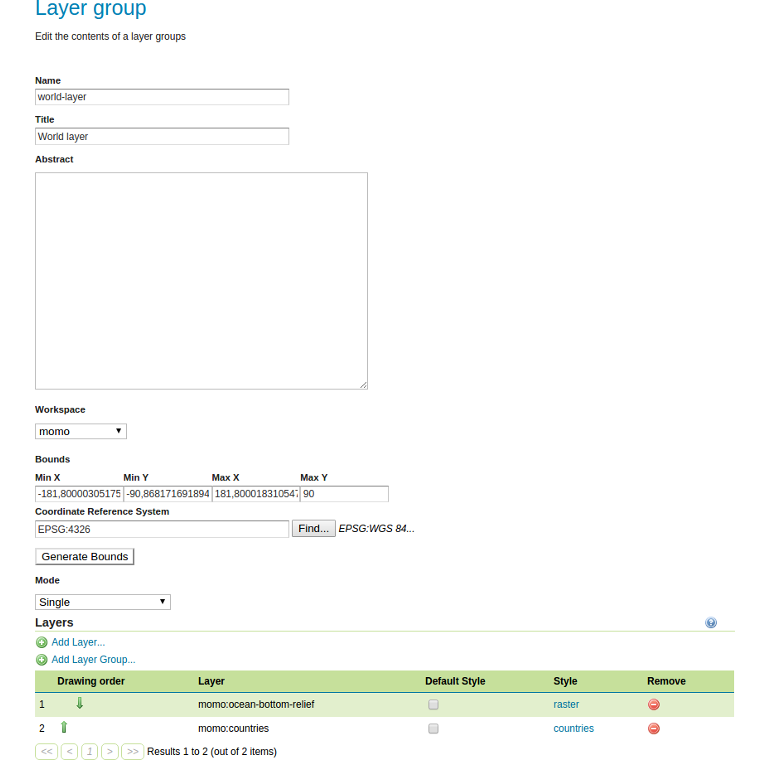 Layer group
Edit the contents of a layer groups
Name
world-layer
Title
World layer
Abstract
Workspace
momo
Bounds
Min X Min Y Max X Max Y
-181,80000305175 -90,868171691894 181,800018310547 90
Coordinate Reference System
EPSG:4326 Find... EPSG:WGS 84...
Generate Bounds
Mode
Single
Layers
Add Layer...
Add Layer Group...
Drawing order Layer Default Style Style Remove
1 momo:ocean-bottom-relief raster
2 momo:countries countries
<< < 1 > >> Results 1 to 2 (out of 2 items)